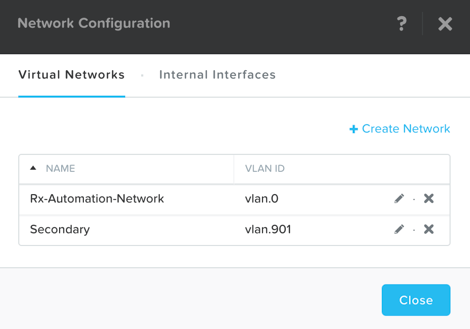 Network Configuration ?
Virtual Networks · Internal Interfaces
+ Create Network
NAME VLAN ID
Rx-Automation-Network vlan.0
Secondary vlan.901
Close